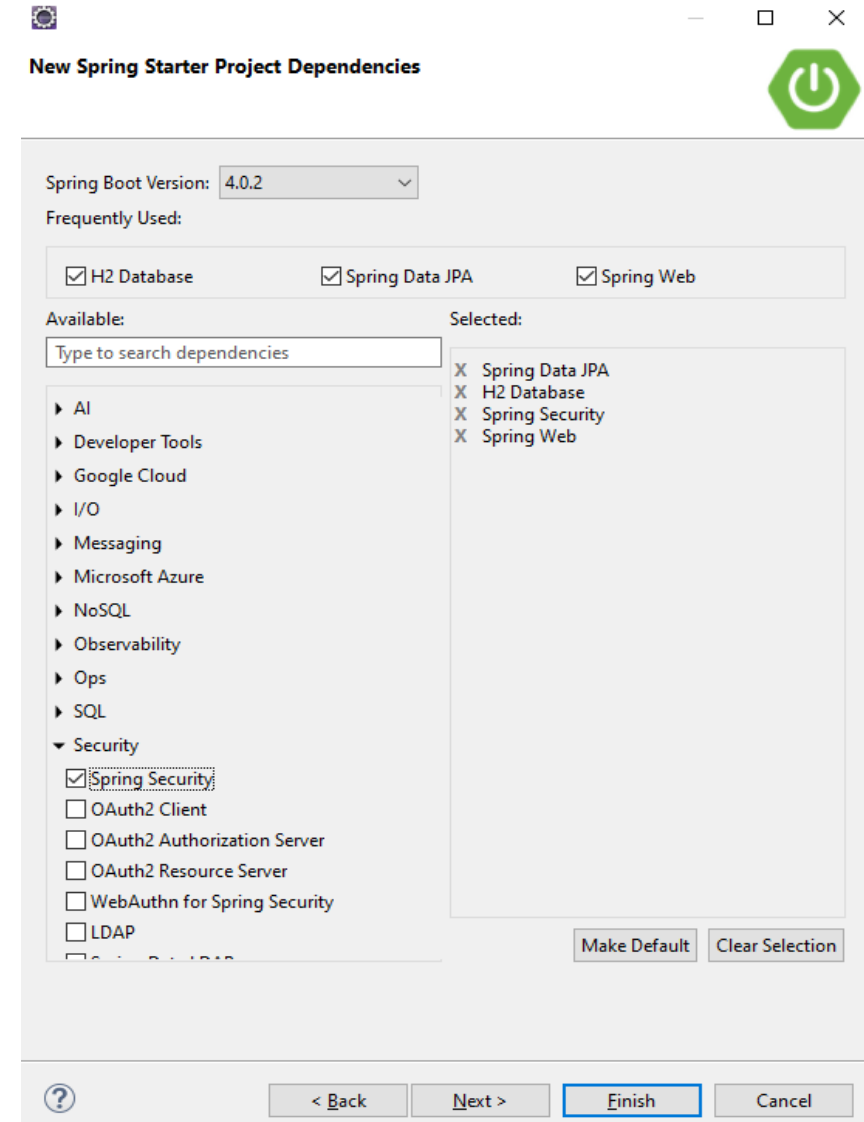 New Spring Starter Project Dependencies
Spring Boot Version: 4.0.2
Frequently Used:
H2 Database Spring Data JPA Spring Web
Available: Selected:
Type to search dependencies
X Spring Data JPA
X H2 Database
X Spring Security
X Spring Web
AI
Developer Tools
Google Cloud
I/O
Messaging
Microsoft Azure
NoSQL
Observability
Ops
SQL
Security
Spring Security
OAuth2 Client
OAuth2 Authorization Server
OAuth2 Resource Server
WebAuthn for Spring Security
LDAP
Make Default Clear Selection
? < Back Next > Finish Cancel